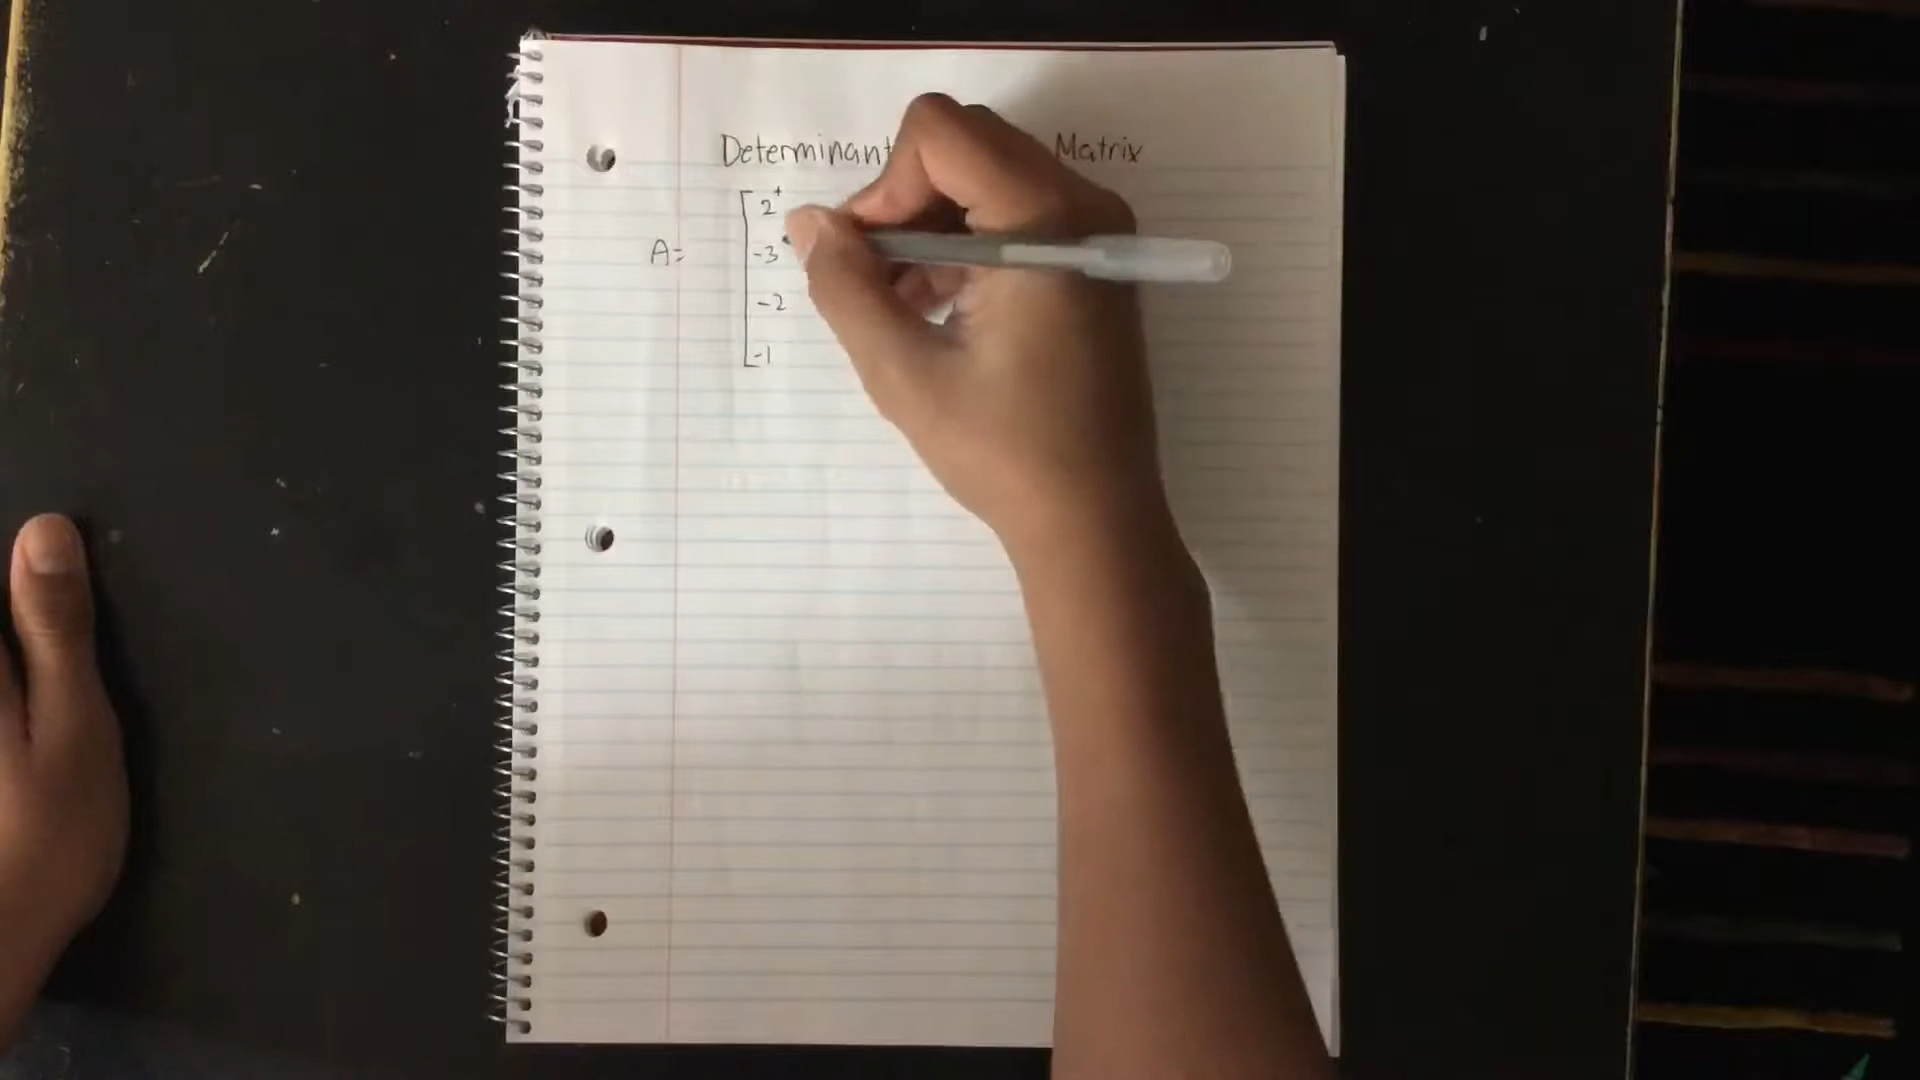 Determinant Matrix
2+
A= -3
-2
-1